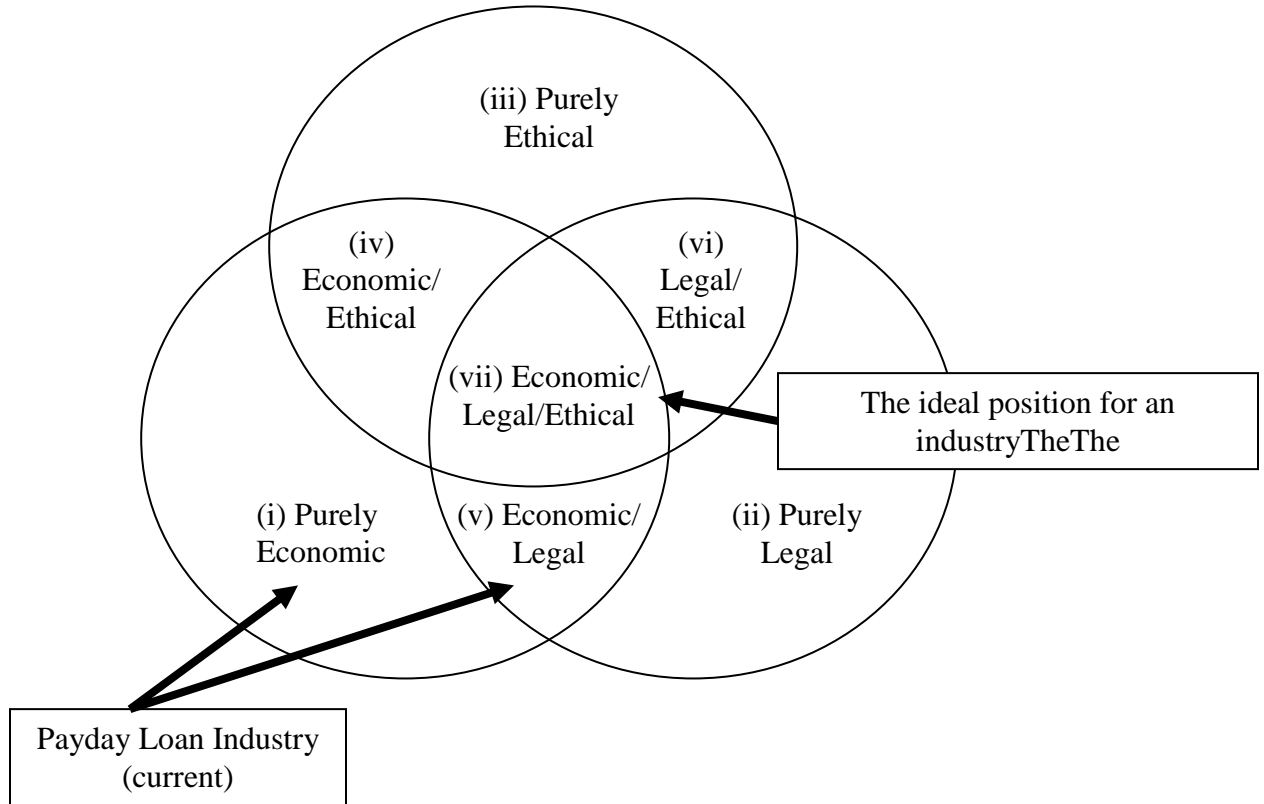 (iii) Purely
Ethical
(iv)
Economic/
Ethical
(vi)
Legal/
Ethical
(vii) Economic/
Legal/Ethical
The ideal position for an
industryTheThe
(i) Purely
Economic
(v) Economic/
Legal
(ii) Purely
Legal
Payday Loan Industry
(current)